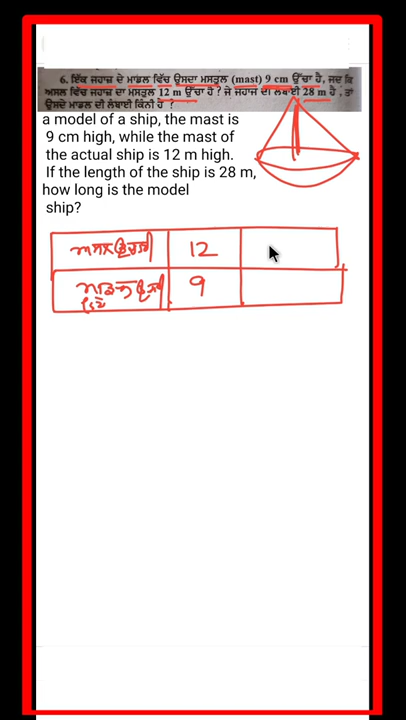 6. ਇੱਕ ਜਹਾਜ਼ ਦੇ ਮਾਡਲ ਵਿੱਚ ਉਸਦਾ ਮਸਤੂਲ (mast) 9 cm ਉੱਚਾ ਹੈ, ਜਦ ਕਿ
ਅਸਲ ਵਿੱਚ ਜਹਾਜ਼ ਦਾ ਮਸਤੂਲ 12 m ਉੱਚਾ ਹੈ ? ਜੇ ਜਹਾਜ ਦੀ ਲੰਬਾਈ 28 m ਹੈ, ਤਾਂ
ਉਸਦੇ ਮਾਡਲ ਦੀ ਲੰਬਾਈ ਕਿੰਨੀ ਹੈ ?
a model of a ship, the mast is
9 cm high, while the mast of
the actual ship is 12 m high.
If the length of the ship is 28 m,
how long is the model
ship?
12
9